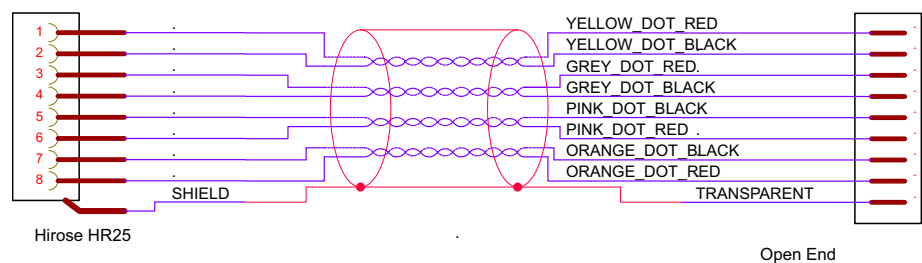 YELLOW_DOT_RED
1
YELLOW_DOT_BLACK
2
GREY_DOT_RED.
3
GREY_DOT_BLACK
4
PINK_DOT_BLACK
5
PINK_DOT_RED .
6
ORANGE_DOT_BLACK
7
ORANGE_DOT_RED
8
SHIELD TRANSPARENT
Hirose HR25
Open End